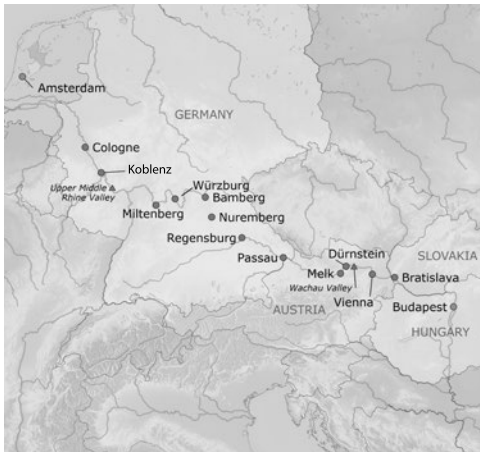 Amsterdam
GERMANY
Cologne
Koblenz
Upper Middle
Rhine Valley
Würzburg
Bamberg
Miltenberg
Nuremberg
Regensburg
Passau
Dürnstein
SLOVAKIA
Melk
Bratislava
Wachau Valley
Vienna
AUSTRIA
Budapest
HUNGARY